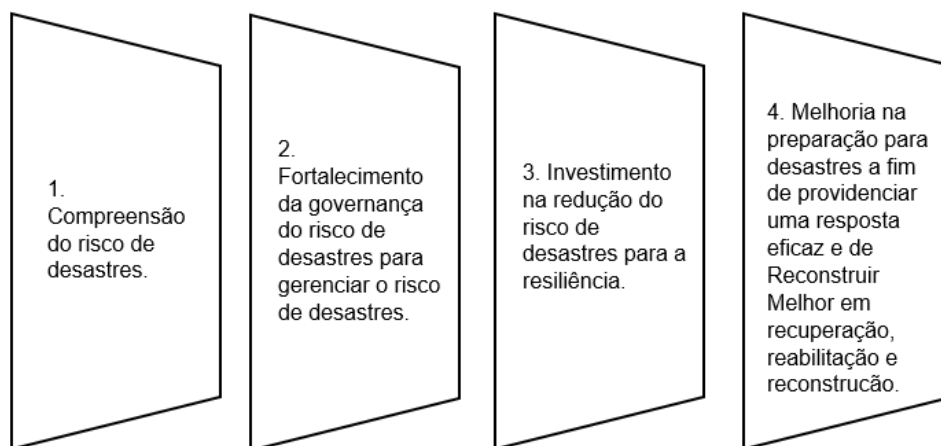 1.
Compreensão
do risco de
desastres.
2.
Fortalecimento
da governança
do risco de
desastres para
gerenciar o risco
de desastres.
3. Investimento
na redução do
risco de
desastres para a
resiliência.
4. Melhoria na
preparação para
desastres a fim
de providenciar
uma resposta
eficaz e de
Reconstruir
Melhor em
recuperação,
reabilitação e
reconstrucão.